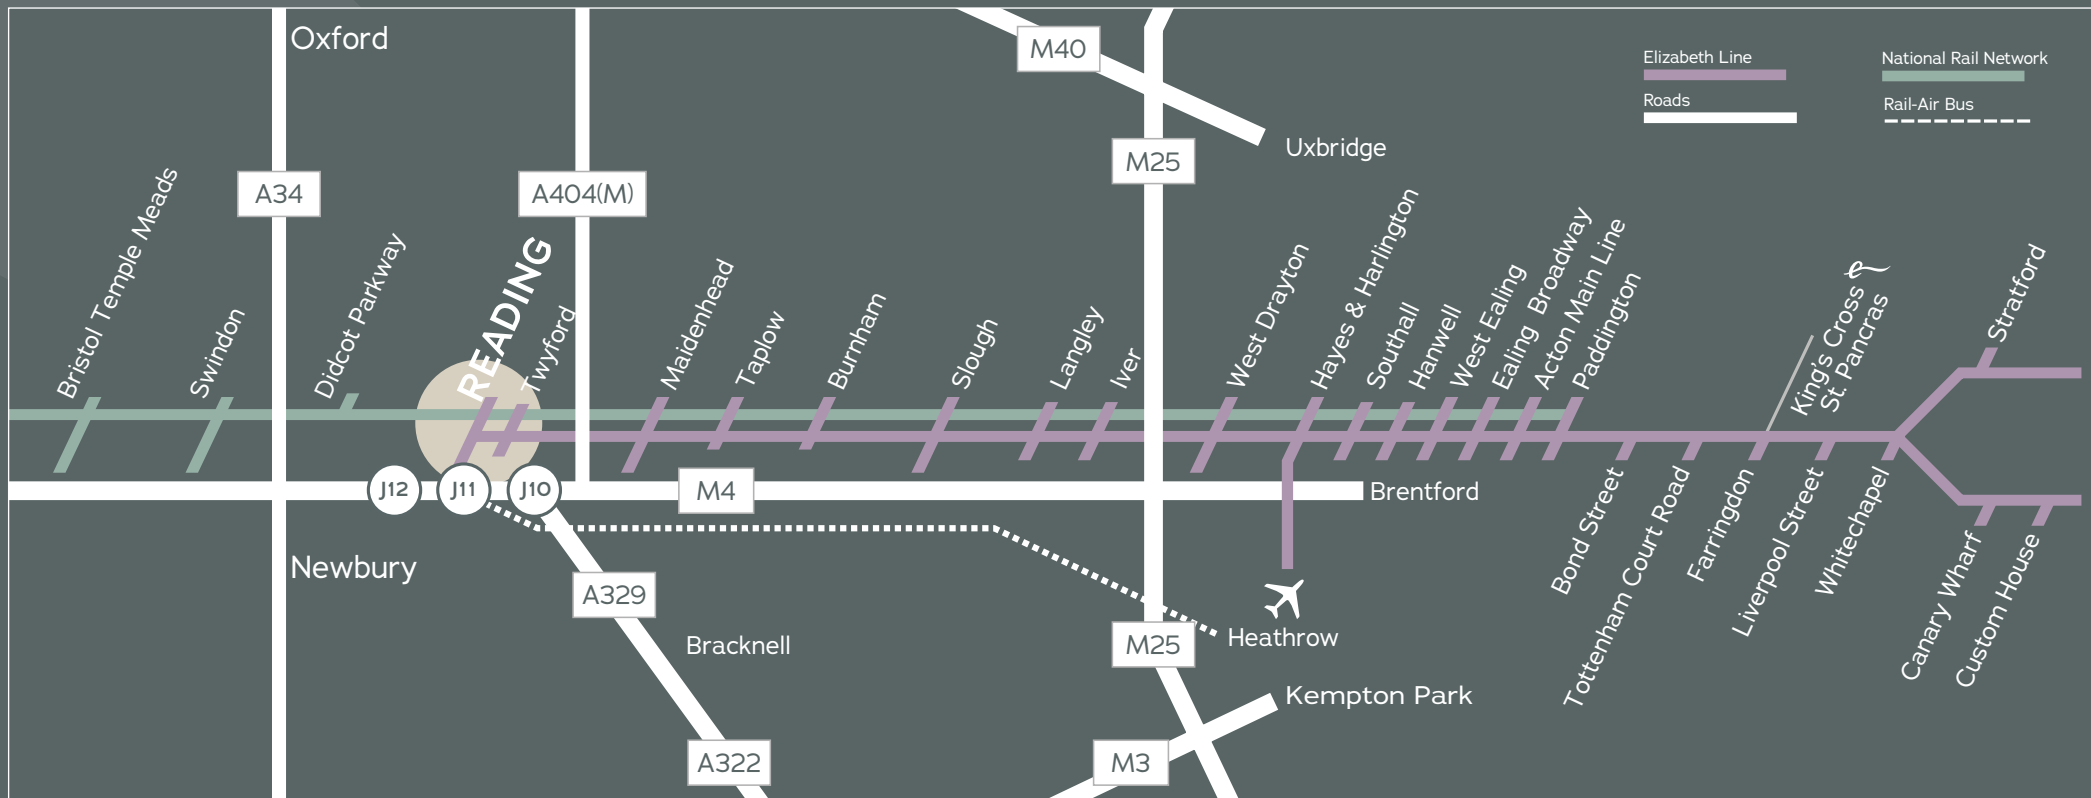 Oxford
M40
Elizabeth Line
National Rail Network
Roads
Rail-Air Bus
Uxbridge
M25
A34
A404(M)
Bristol Temple Meads
Swindon
Didcot Parkway
READING
Twyford
Maidenhead
Taplow
Burnham
Slough
Langley
Iver
West Drayton
Hayes & Harlington
Southall
Hanwell
West Ealing
Ealing Broadway
Acton Main Line
Paddington
King's Cross
St. Pancras
Stratford
J12
J11
J10
M4
Brentford
Bond Street
Tottenham Court Road
Farringdon
Liverpool Street
Whitechapel
Canary Wharf
Custom House
Newbury
A329
Bracknell
M25
Heathrow
Kempton Park
A322
M3